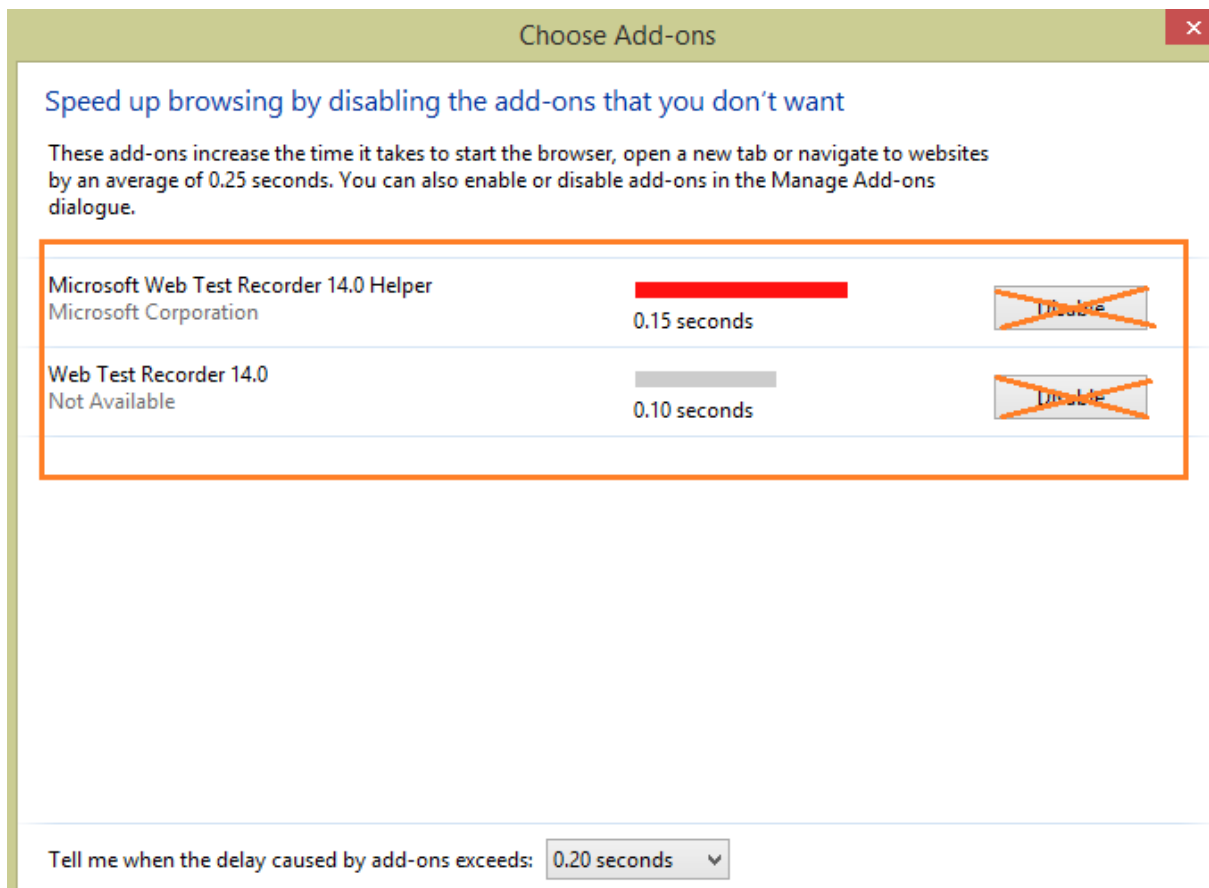 Choose Add-ons
Speed up browsing by disabling the add-ons that you don't want
These add-ons increase the time it takes to start the browser, open a new tab or navigate to websites
by an average of 0.25 seconds. You can also enable or disable add-ons in the Manage Add-ons
dialogue.
Microsoft Web Test Recorder 14.0 Helper
Microsoft Corporation
0.15 seconds
Disable
Web Test Recorder 14.0
Not Available
0.10 seconds
Disable
Tell me when the delay caused by add-ons exceeds: 0.20 seconds